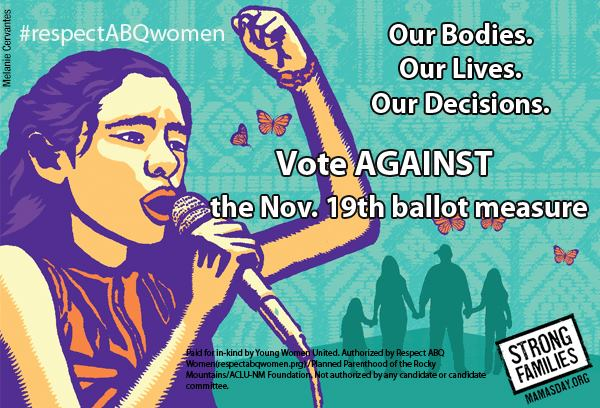 Melanie Cervantes
#respectABQwomen
Our Bodies.
Our Lives.
Our Decisions.
Vote AGAINST
the Nov. 19th ballot measure
Paid for in-kind by Young Women United. Authorized by Respect ABQ
Women(respectabqwomen.prg)/Planned Parenthood of the Rocky
Mountains/ACLU-NM Foundation. Not authorized by any candidate or candidate
committee.
STRONG
FAMILIES
MAMASDAY.ORG